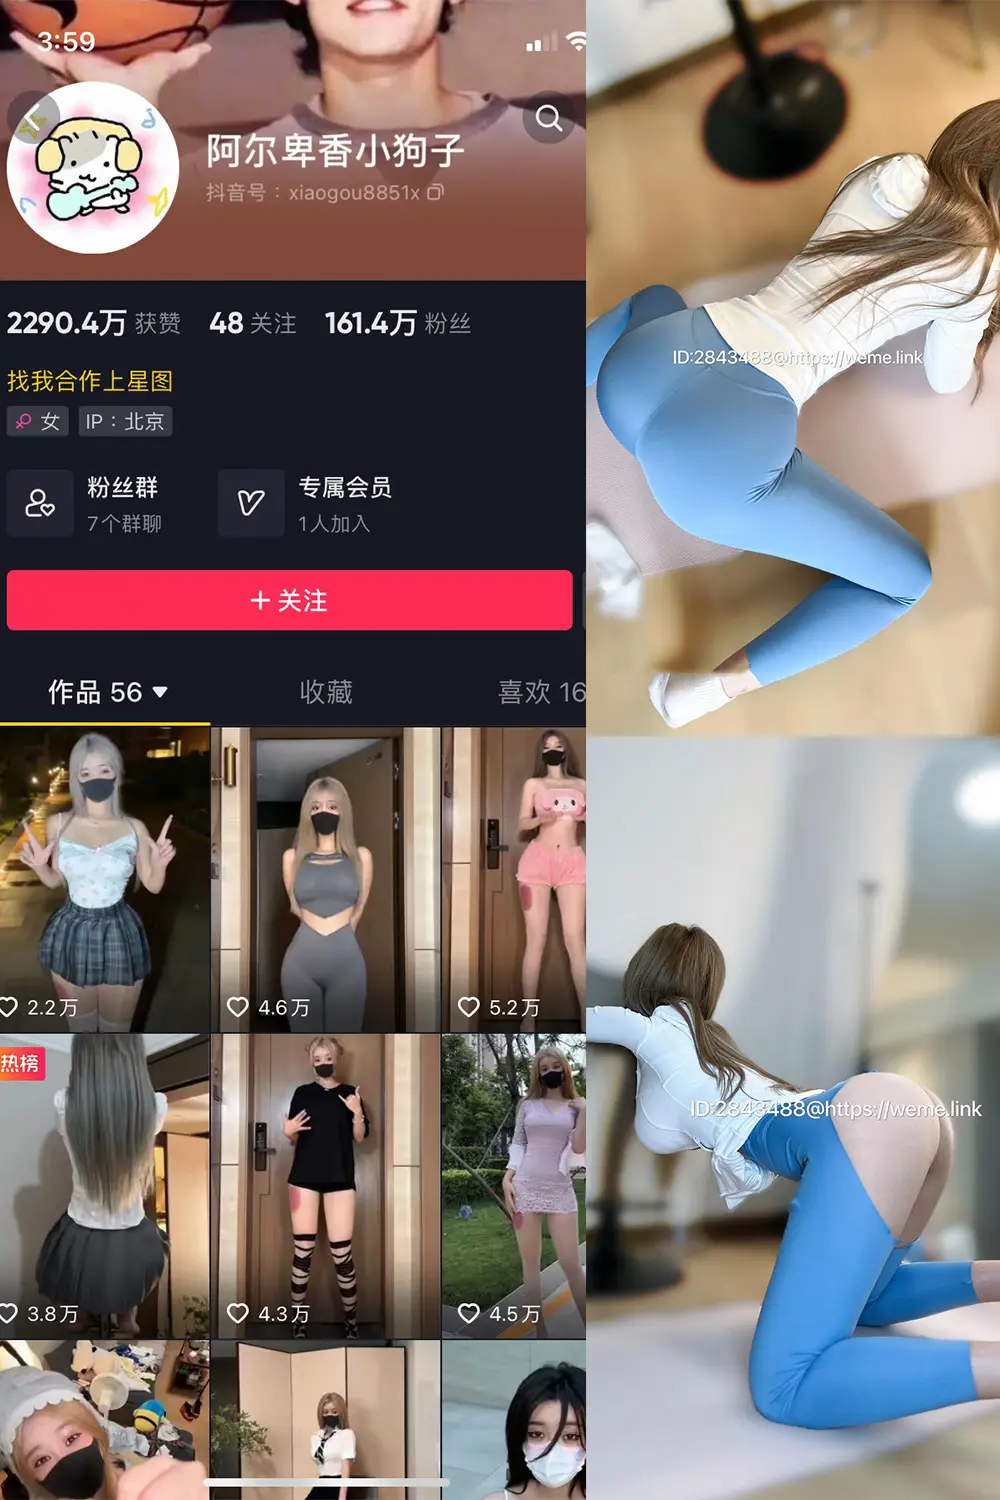 3:59
阿尔卑香小狗子
抖音号：xiaogou8851x
2290.4万 获赞 48 关注 161.4万 粉丝
找我合作上星图
女 IP：北京
粉丝群
7个群聊
专属会员
1人加入
+ 关注
作品 56 收藏 喜欢 16
2.2万 4.6万 5.2万
热榜
3.8万 4.3万 4.5万
ID:2843488@https://weme.link
ID:2843488@https://weme.link